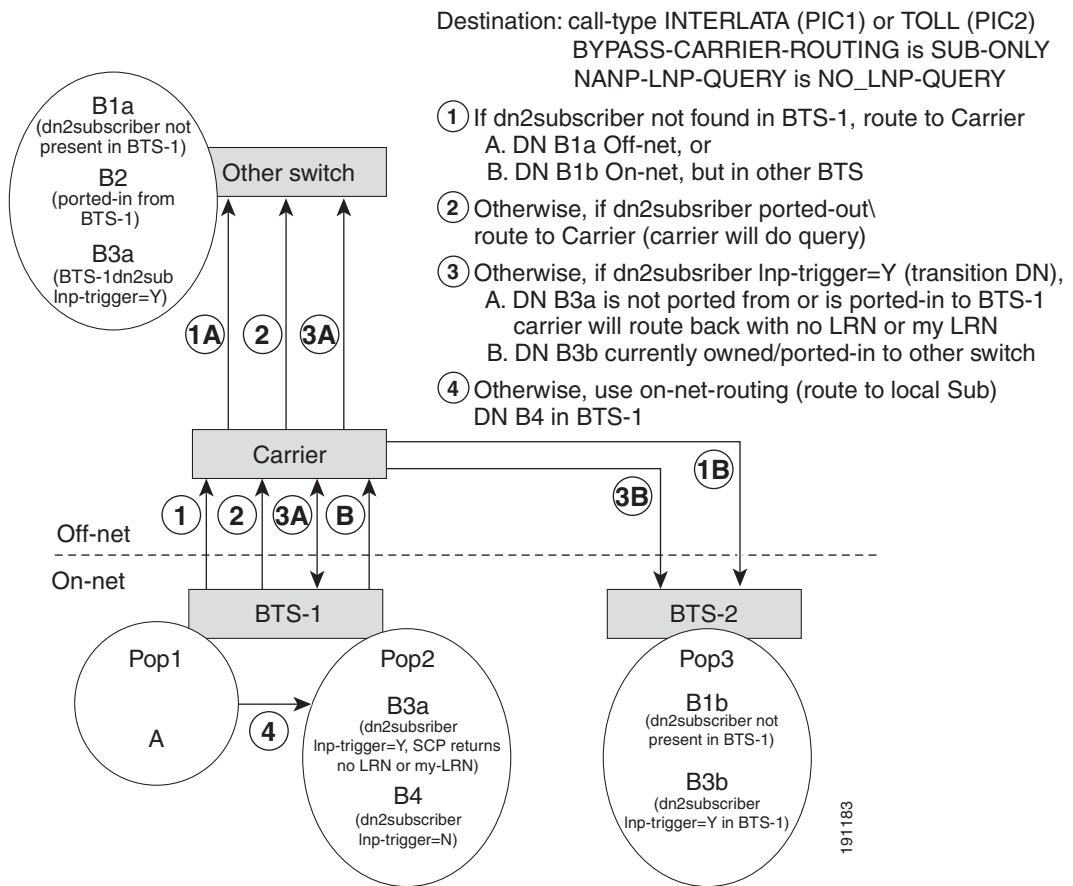 Destination: call-type INTERLATA (PIC1) or TOLL (PIC2)
BYPASS-CARRIER-ROUTING is SUB-ONLY
NANP-LNP-QUERY is NO_LNP-QUERY
1 If dn2subscriber not found in BTS-1, route to Carrier
A. DN B1a Off-net, or
B. DN B1b On-net, but in other BTS
2 Otherwise, if dn2subsriber ported-out\
route to Carrier (carrier will do query)
3 Otherwise, if dn2subsriber lnp-trigger=Y (transition DN),
A. DN B3a is not ported from or is ported-in to BTS-1
carrier will route back with no LRN or my LRN
B. DN B3b currently owned/ported-in to other switch
4 Otherwise, use on-net-routing (route to local Sub)
DN B4 in BTS-1
B1a
(dn2subscriber not
present in BTS-1)
B2
(ported-in from
BTS-1)
B3a
(BTS-1dn2sub
lnp-trigger=Y)
Other switch
1A
2
3A
Carrier
1B
3B
1
2
3A
B
Off-net
On-net
BTS-1
BTS-2
Pop1
A
4
Pop2
B3a
(dn2subsriber
lnp-trigger=Y, SCP returns
no LRN or my-LRN)
B4
(dn2subscriber
lnp-trigger=N)
Pop3
B1b
(dn2subscriber not
present in BTS-1)
B3b
(dn2subscriber
lnp-trigger=Y in BTS-1)
191183